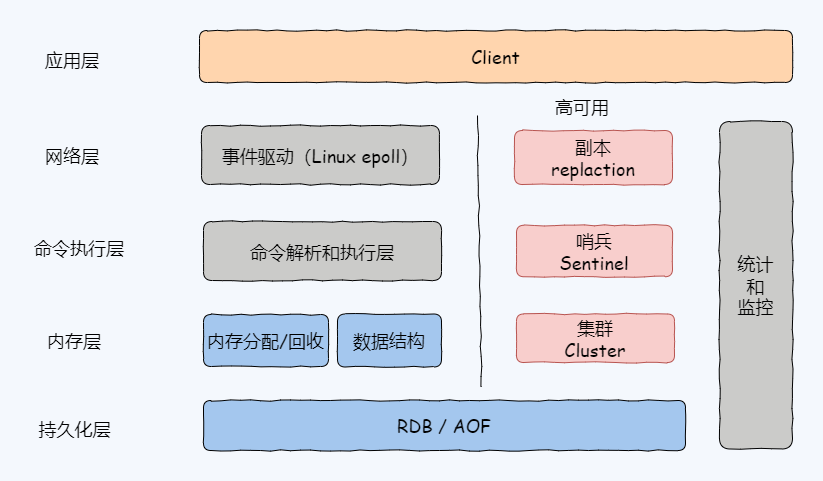 应用层
Client
高可用
网络层
事件驱动（Linux epoll）
副本
replaction
命令执行层
命令解析和执行层
哨兵
Sentinel
统计
和
监控
内存层
内存分配/回收
数据结构
集群
Cluster
持久化层
RDB / AOF